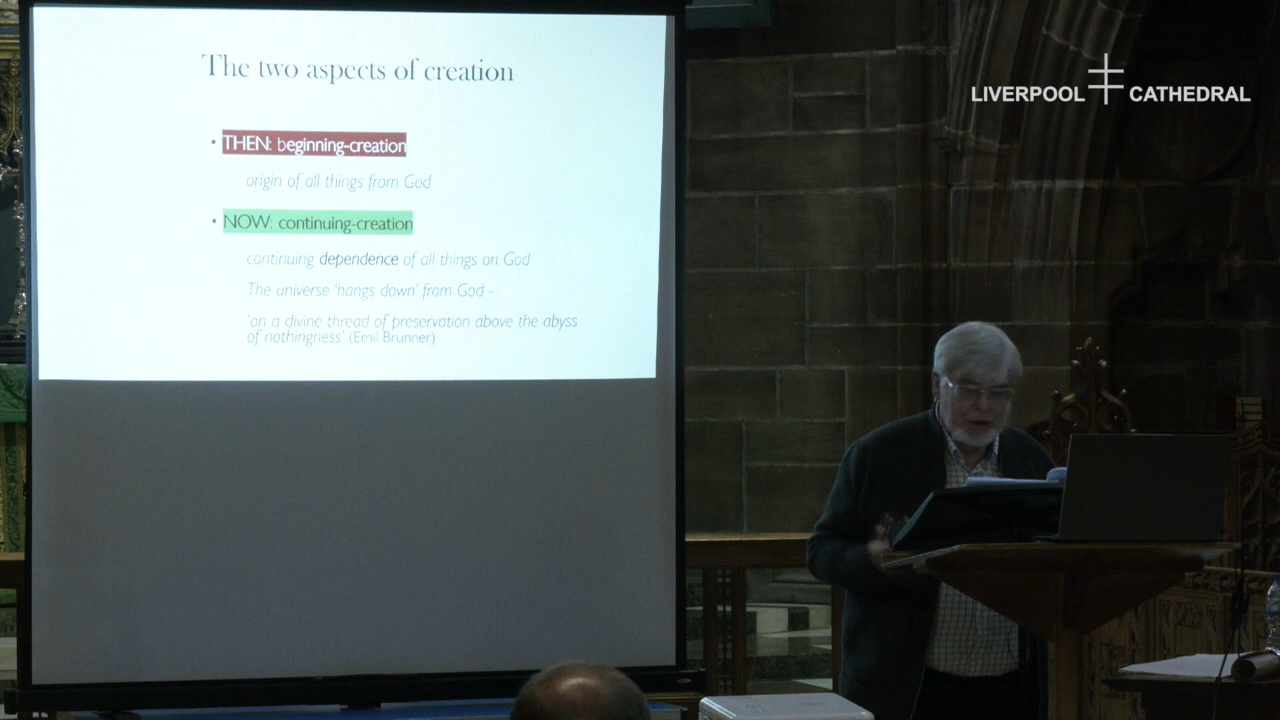 The two aspects of creation
• THEN: beginning-creation
origin of all things from God
• NOW: continuing-creation
continuing dependence of all things on God
The universe 'hangs down' from God -
'on a divine thread of preservation above the abyss
of nothingness' (Emil Brunner)
LIVERPOOL CATHEDRAL